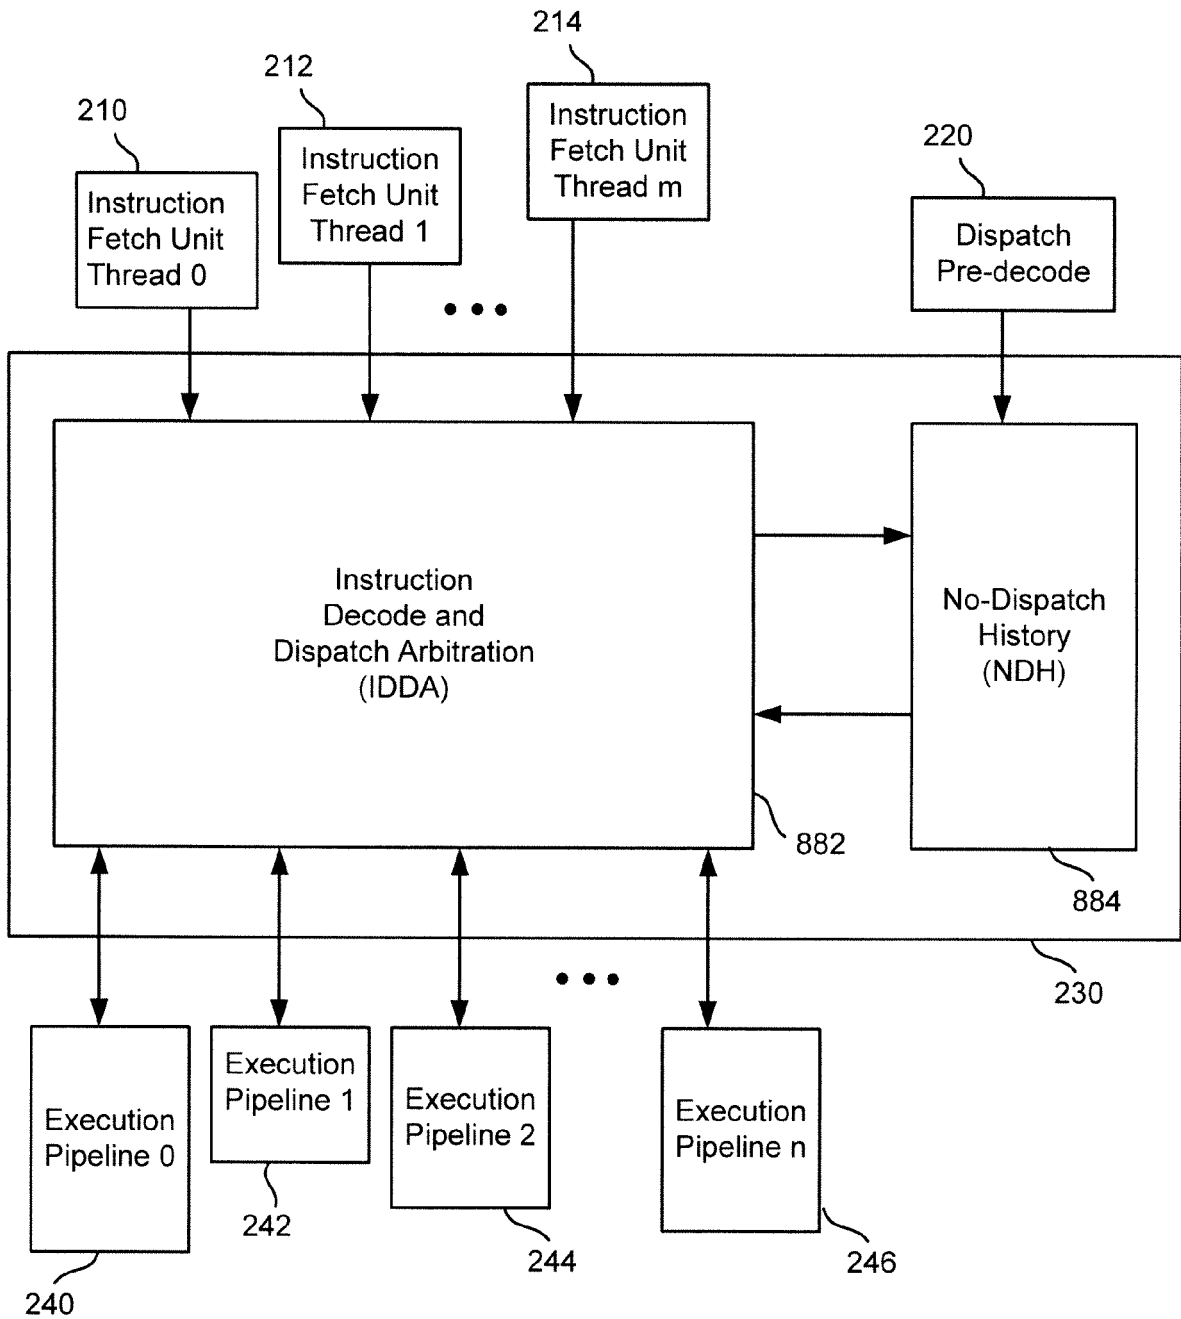 214
212
210
220
Instruction
Fetch Unit
Thread m
Instruction
Fetch Unit
Thread 1
Instruction
Fetch Unit
Thread 0
Dispatch
Pre-decode
Instruction
Decode and
Dispatch Arbitration
(IDDA)
No-Dispatch
History
(NDH)
882
884
230
Execution
Pipeline 0
Execution
Pipeline 1
Execution
Pipeline 2
Execution
Pipeline n
242
244
246
240